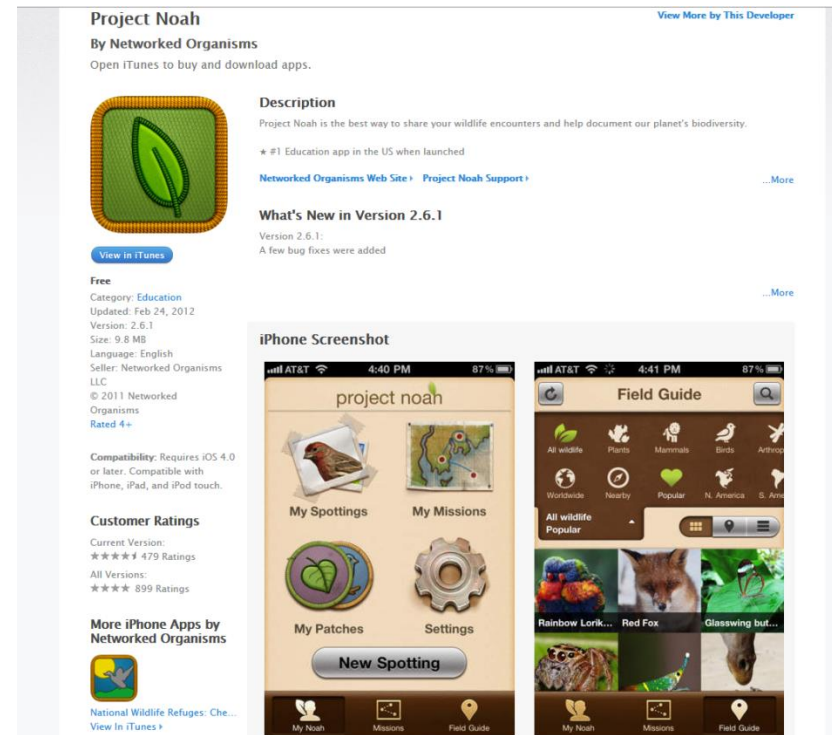 Project Noah
View More by This Developer
By Networked Organisms
Open iTunes to buy and download apps.
Description
Project Noah is the best way to share your wildlife encounters and help document our planet's biodiversity.
★ #1 Education app in the US when launched
Networked Organisms Web Site Project Noah Support
...More
What's New in Version 2.6.1
Version 2.6.1:
A few bug fixes were added
...More
View in iTunes
Free
Category: Education
Updated: Feb 24, 2012
Version: 2.6.1
Size: 9.8 MB
Language: English
Seller: Networked Organisms
LLC
© 2011 Networked
Organisms
Rated 4+
Compatibility: Requires iOS 4.0
or later. Compatible with
iPhone, iPad, and iPod touch.
Customer Ratings
Current Version:
479 Ratings
All Versions:
899 Ratings
More iPhone Apps by
Networked Organisms
National Wildlife Refuges: Che...
View In iTunes
iPhone Screenshot
AT&T 4:40 PM 87%
project noah
My Spottings My Missions
My Patches Settings
New Spotting
My Noah Missions Field Guide
AT&T 4:41 PM 87%
Field Guide
All wildlife Plants Mammals Birds Arthrop
Worldwide Nearby Popular N. America S. Ame
All wildlife
Popular
Rainbow Lorik... Red Fox Glasswing but...
My Noah Missions Field Guide